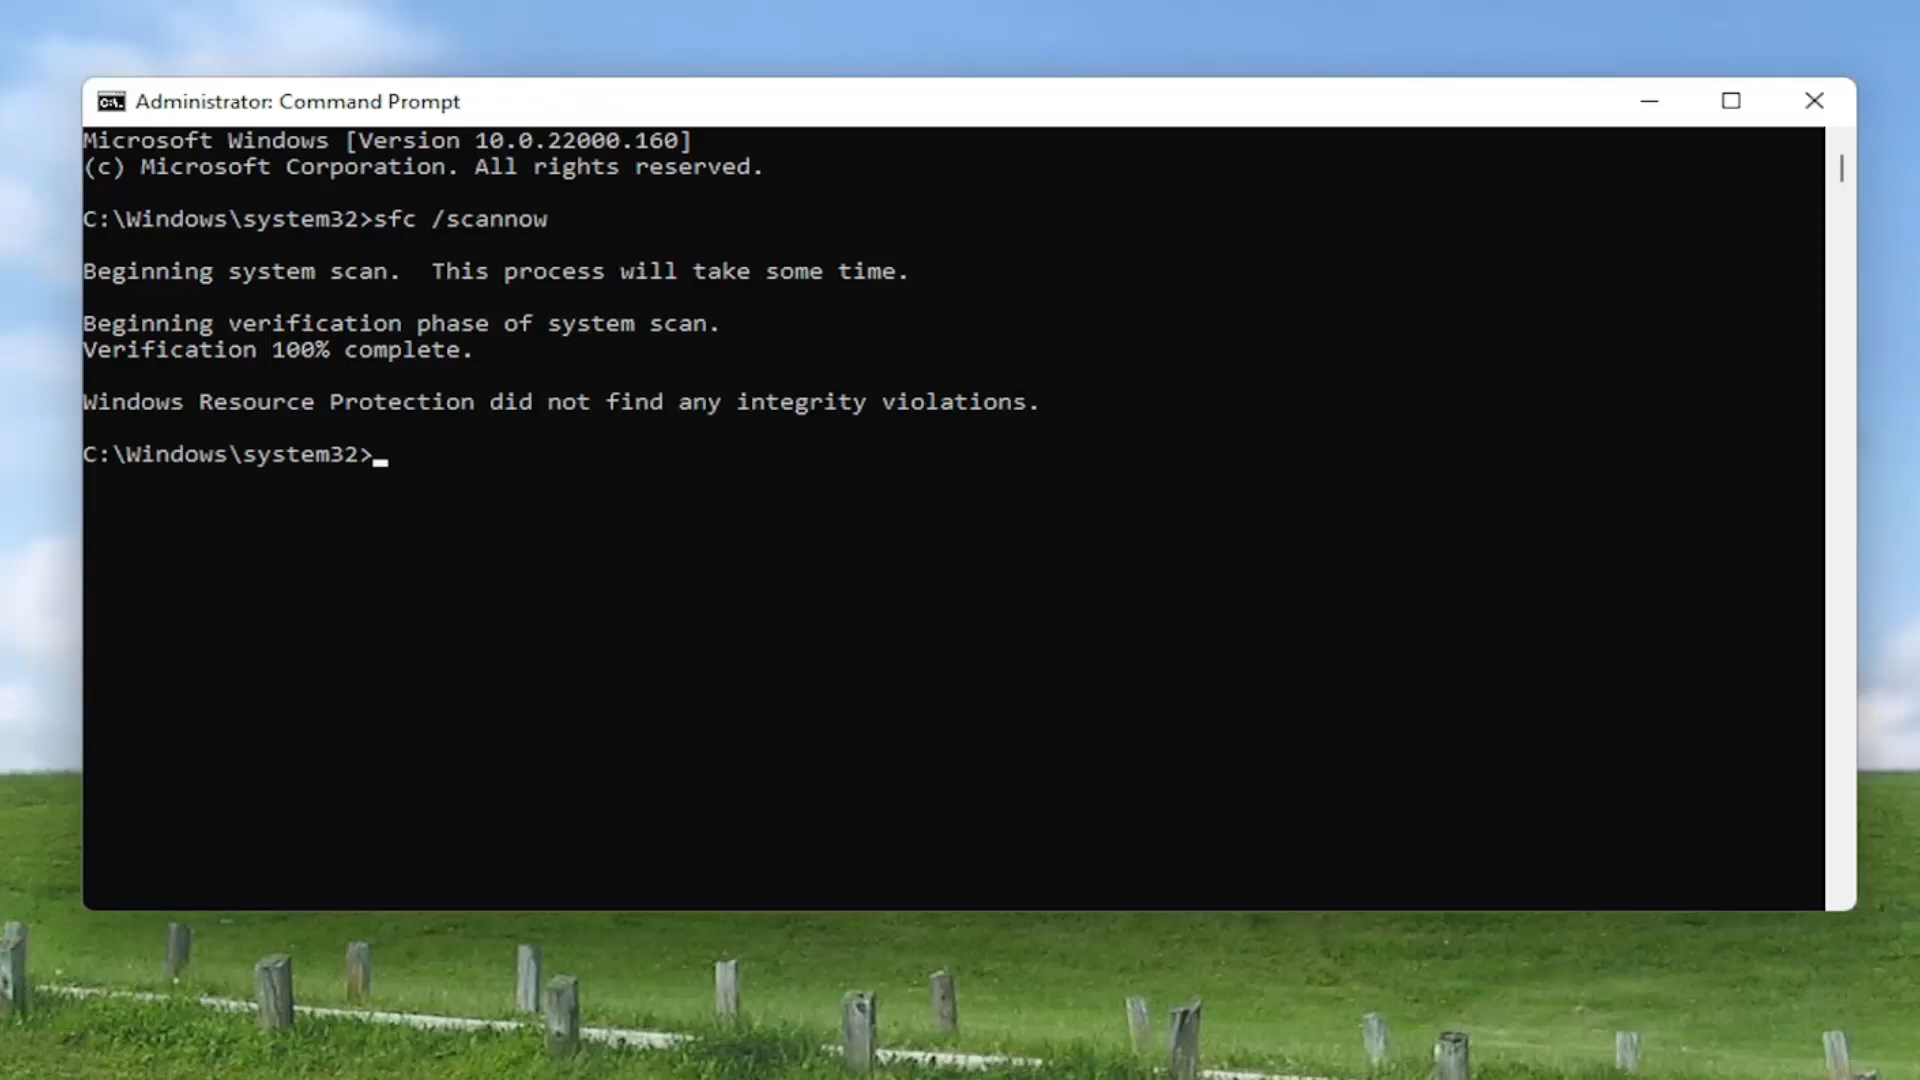 Administrator: Command Prompt
Microsoft Windows [Version 10.0.22000.160]
(c) Microsoft Corporation. All rights reserved.
C:\Windows\system32>sfc /scannow
Beginning system scan.  This process will take some time.
Beginning verification phase of system scan.
Verification 100% complete.
Windows Resource Protection did not find any integrity violations.
C:\Windows\system32>